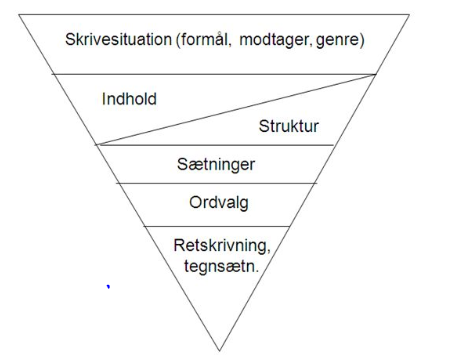 Skrivesituation (formål, modtager, genre)
Indhold
Struktur
Sætninger
Ordvalg
Retskrivning,
tegnsætn.